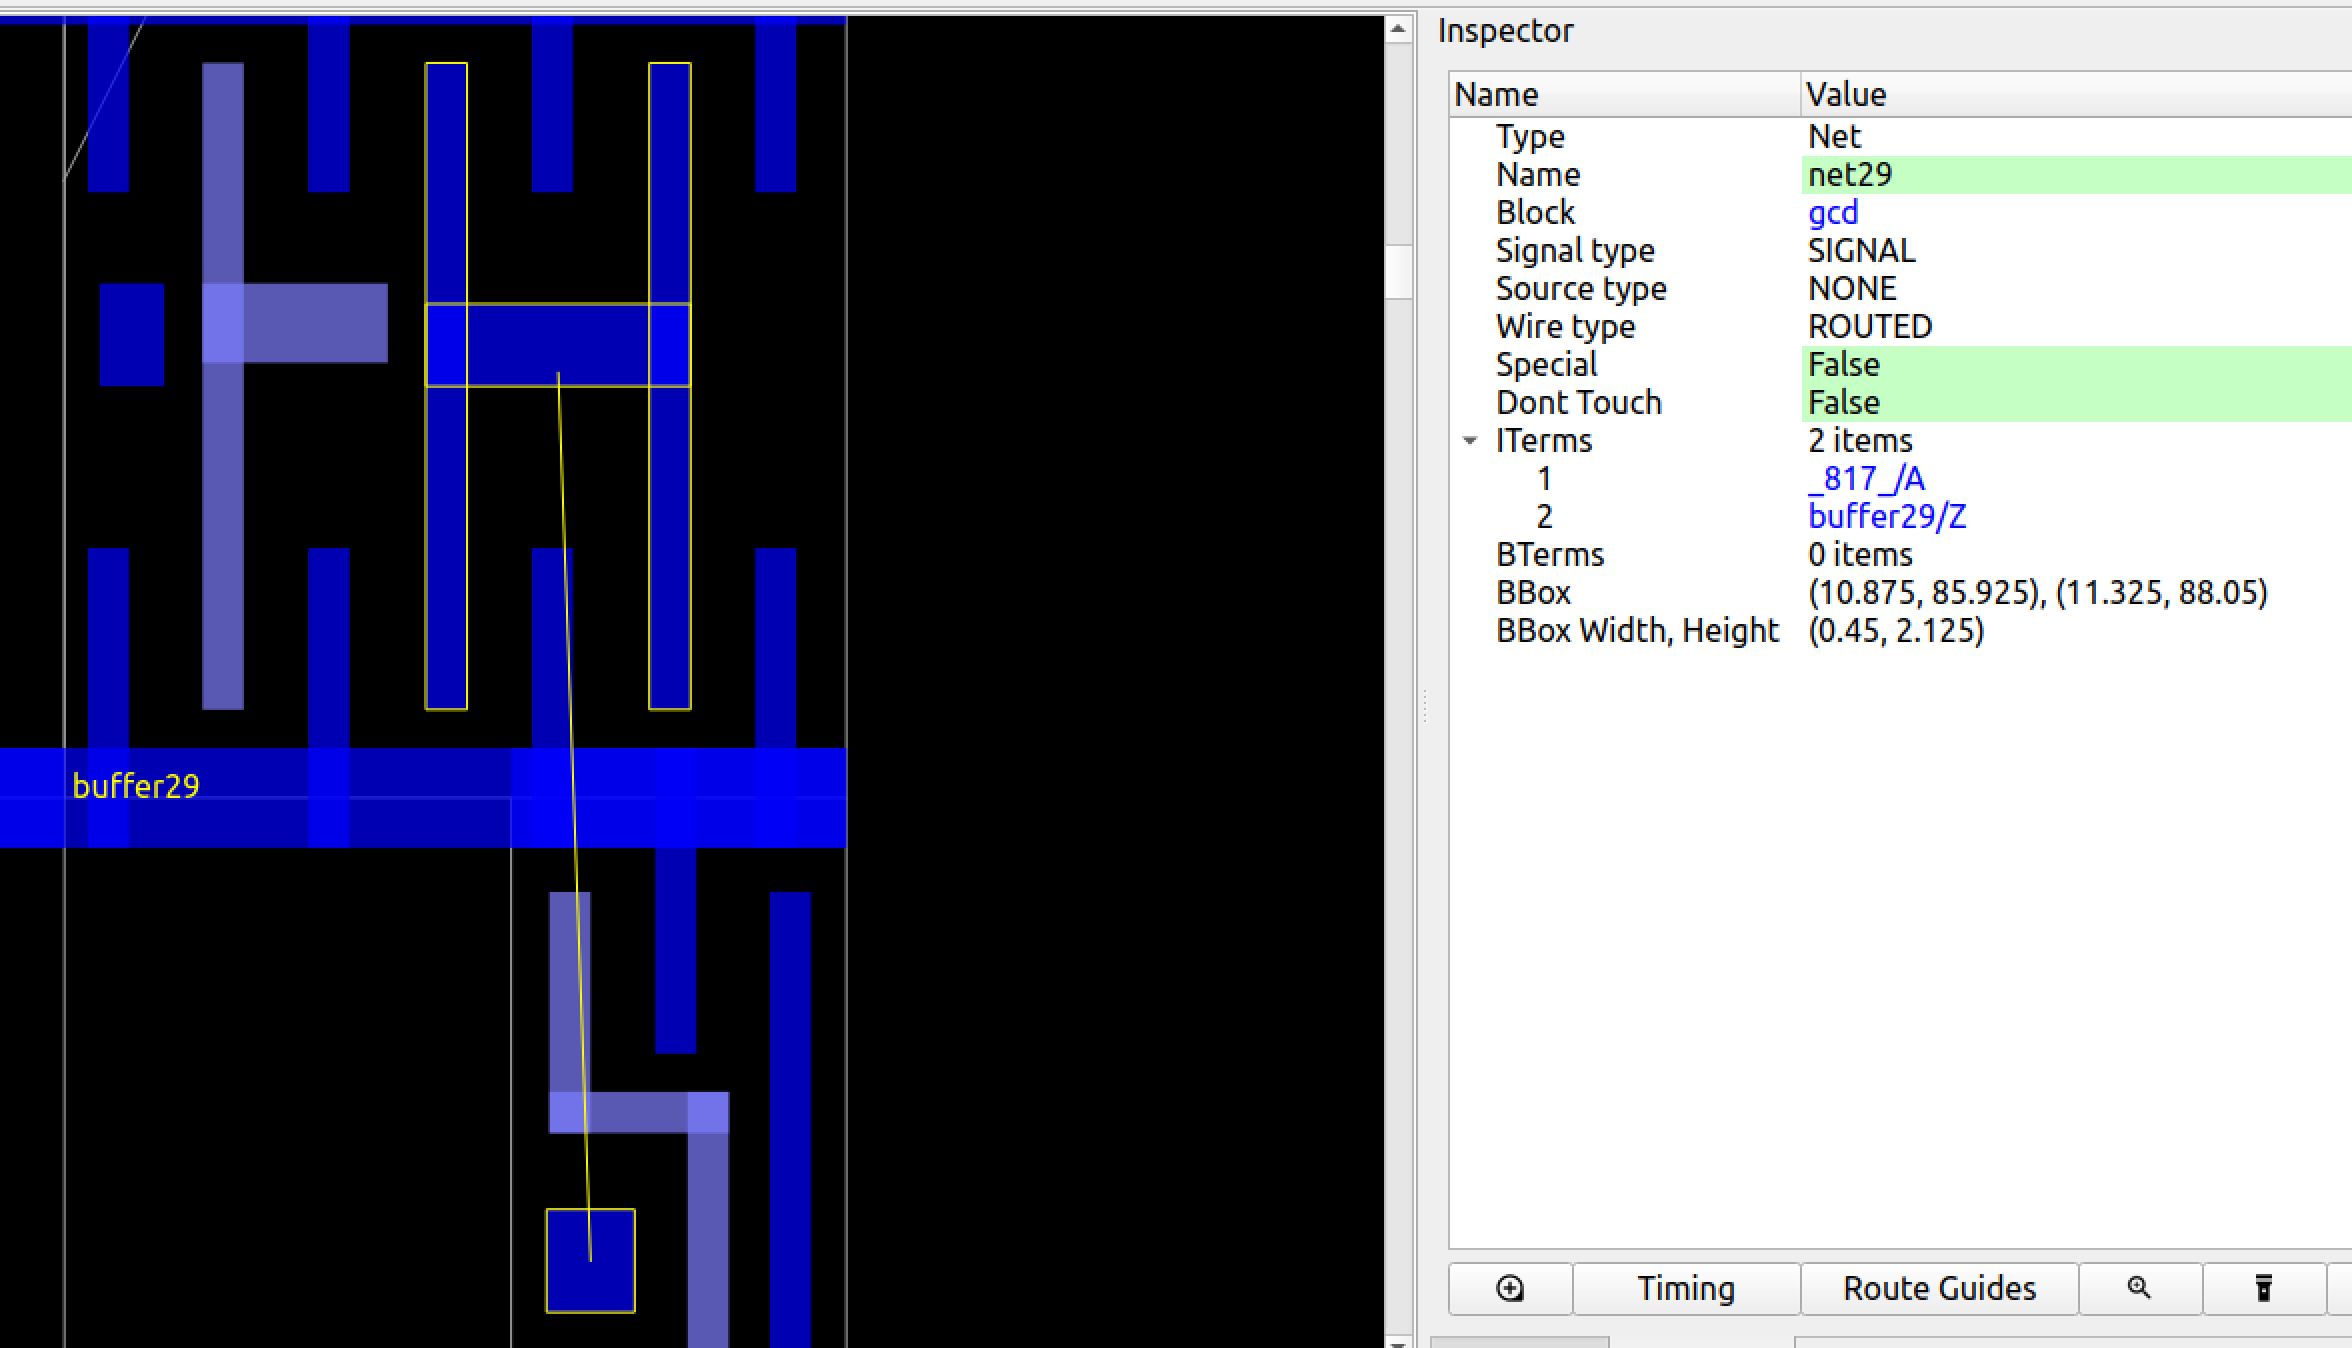 buffer29
Inspector
Name Value
Type Net
Name net29
Block gcd
Signal type SIGNAL
Source type NONE
Wire type ROUTED
Special False
Dont Touch False
ITerms 2 items
1 _817_/A
2 buffer29/Z
BTerms 0 items
BBox (10.875, 85.925), (11.325, 88.05)
BBox Width, Height (0.45, 2.125)
Timing Route Guides